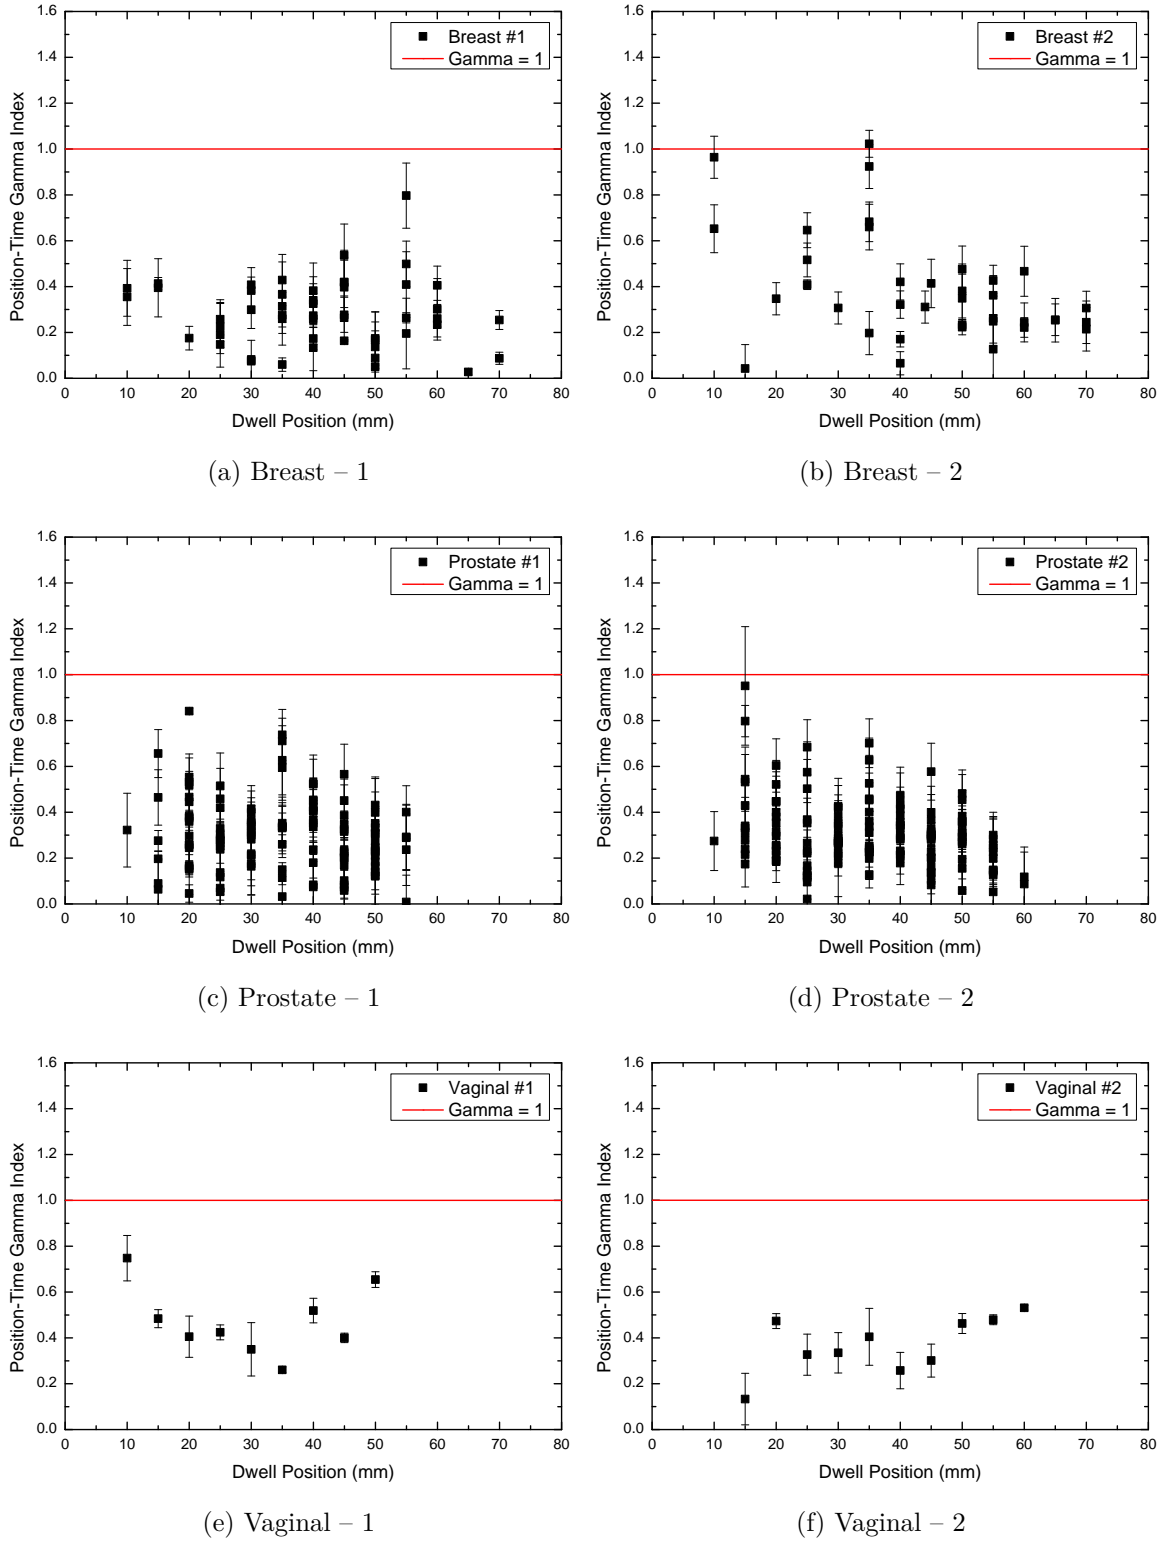 1.6
1.4
1.2
1.0
0.8
0.6
0.4
0.2
0.0
Position-Time Gamma Index
Breast #1
Gamma = 1
0 10 20 30 40 50 60 70 80
Dwell Position (mm)
(a) Breast – 1
1.6
1.4
1.2
1.0
0.8
0.6
0.4
0.2
0.0
Position-Time Gamma Index
Breast #2
Gamma = 1
0 10 20 30 40 50 60 70 80
Dwell Position (mm)
(b) Breast – 2
1.6
1.4
1.2
1.0
0.8
0.6
0.4
0.2
0.0
Position-Time Gamma Index
Prostate #1
Gamma = 1
0 10 20 30 40 50 60 70 80
Dwell Position (mm)
(c) Prostate – 1
1.6
1.4
1.2
1.0
0.8
0.6
0.4
0.2
0.0
Position-Time Gamma Index
Prostate #2
Gamma = 1
0 10 20 30 40 50 60 70 80
Dwell Position (mm)
(d) Prostate – 2
1.6
1.4
1.2
1.0
0.8
0.6
0.4
0.2
0.0
Position-Time Gamma Index
Vaginal #1
Gamma = 1
0 10 20 30 40 50 60 70 80
Dwell Position (mm)
(e) Vaginal – 1
1.6
1.4
1.2
1.0
0.8
0.6
0.4
0.2
0.0
Position-Time Gamma Index
Vaginal #2
Gamma = 1
0 10 20 30 40 50 60 70 80
Dwell Position (mm)
(f) Vaginal – 2